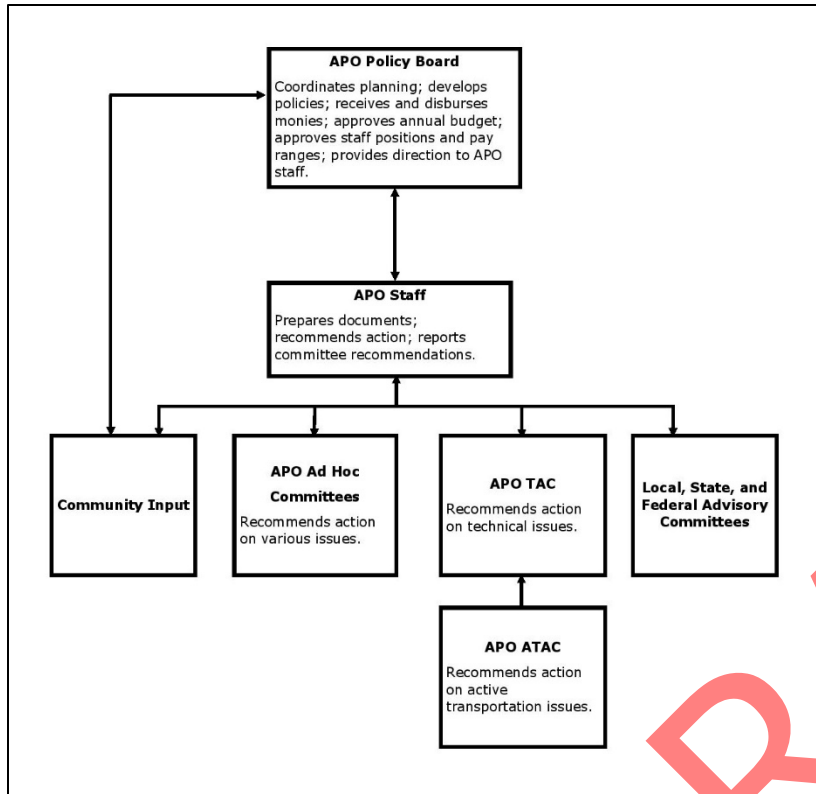 APO Policy Board
Coordinates planning; develops
policies; receives and disburses
monies; approves annual budget;
approves staff positions and pay
ranges; provides direction to APO
staff.
APO Staff
Prepares documents;
recommends action; reports
committee recommendations.
Community Input
APO Ad Hoc
Committees
Recommends action
on various issues.
APO TAC
Recommends action
on technical issues.
Local, State, and
Federal Advisory
Committees
APO ATAC
Recommends action
on active
transportation issues.